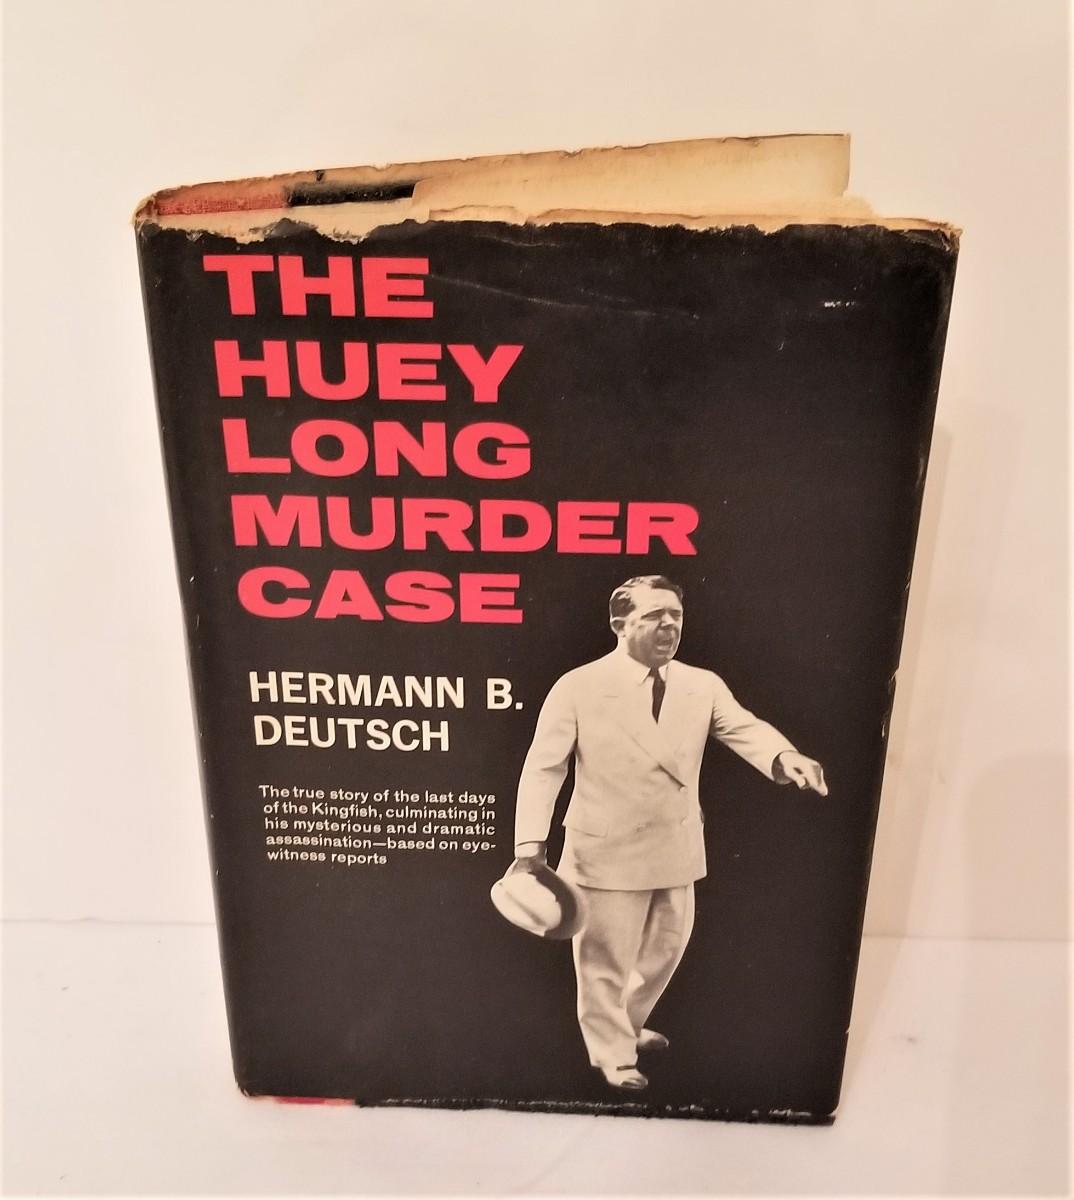 THE
HUEY
LONG
MURDER
CASE
HERMANN B.
DEUTSCH
The true story of the last days
of the Kingfish, culminating in
his mysterious and dramatic
assassination—based on eye-
witness reports